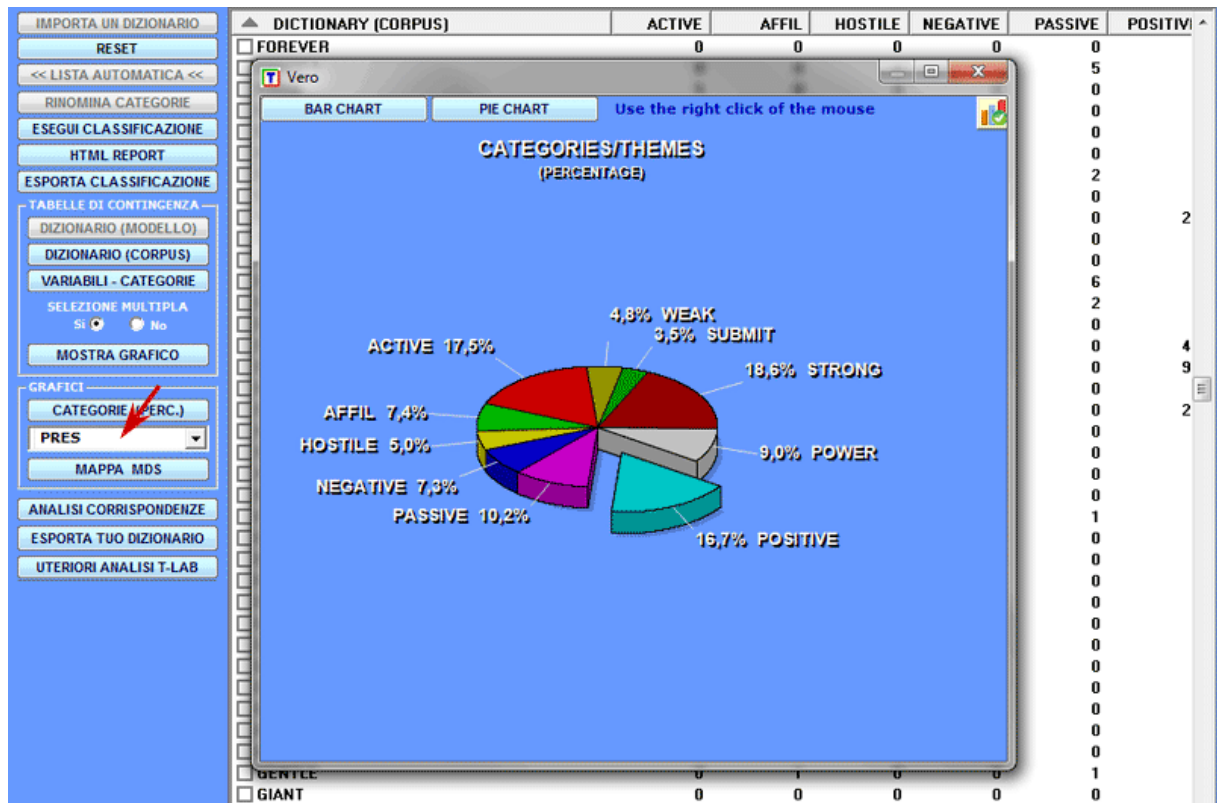 IMPORTA UN DIZIONARIO
RESET
<< LISTA AUTOMATICA <<
RINOMINA CATEGORIE
ESEGUI CLASSIFICAZIONE
HTML REPORT
ESPORTA CLASSIFICAZIONE
TABELLE DI CONTINGENZA
DIZIONARIO (MODELLO)
DIZIONARIO (CORPUS)
VARIABILI - CATEGORIE
SELEZIONE MULTIPLA
Si No
MOSTRA GRAFICO
GRAFICI
CATEGORIE (PERC.)
PRES
MAPPA MDS
ANALISI CORRISPONDENZE
ESPORTA TUO DIZIONARIO
UTERIORI ANALISI T-LAB
DICTIONARY (CORPUS) ACTIVE AFFIL HOSTILE NEGATIVE PASSIVE POSITIV
FOREVER 0 0 0 0 0
Vero
BAR CHART PIE CHART Use the right click of the mouse
CATEGORIES/THEMES
(PERCENTAGE)
4,8% WEAK
3,5% SUBMIT
ACTIVE 17,5%
18,6% STRONG
AFFIL 7,4%
HOSTILE 5,0%
9,0% POWER
NEGATIVE 7,3%
PASSIVE 10,2%
16,7% POSITIVE
5
0
0
0
0
2
0
0 2
0
0
6
2
0
0 4
0 9
0
0 2
0
0
0
0
1
0
0
0
0
0
0
0
0
0
GENTLE 0 1 0 0 1
GIANT 0 0 0 0 0